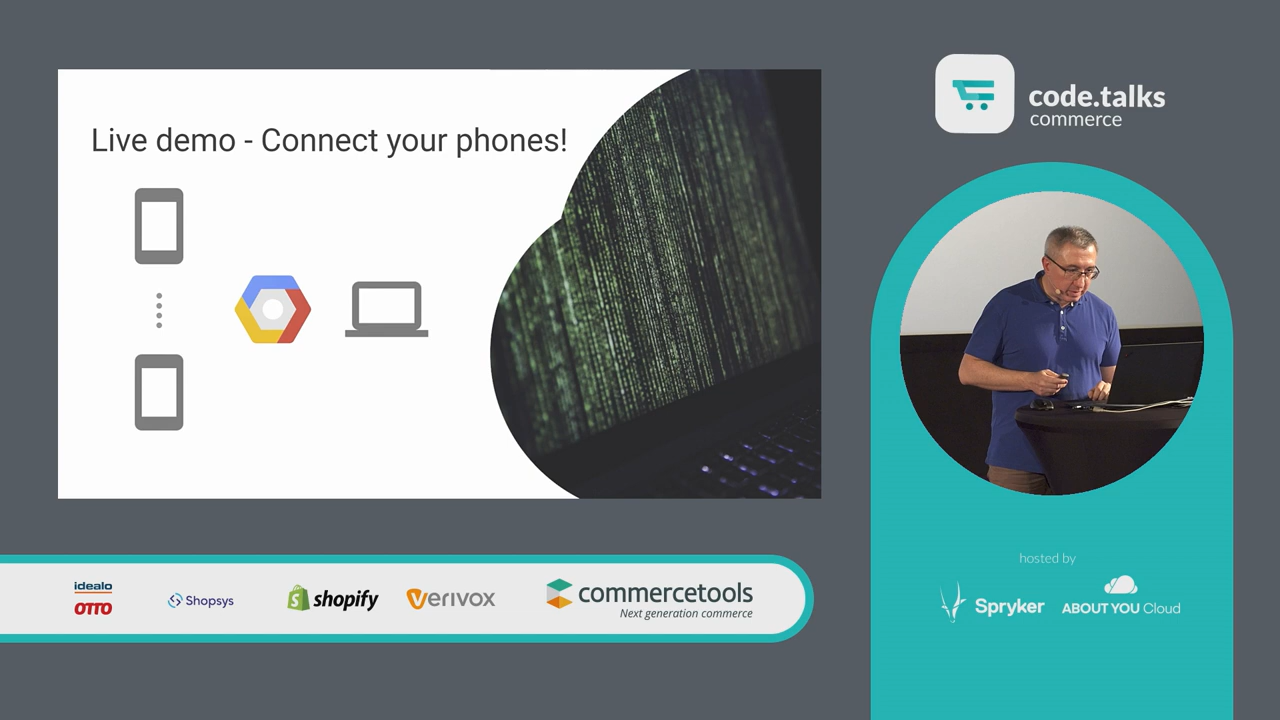 Live demo - Connect your phones!
code.talks
commerce
hosted by
Spryker
ABOUT YOU Cloud
idealo
OTTO
Shopsys
shopify
VERIVOX
commercetools
Next generation commerce